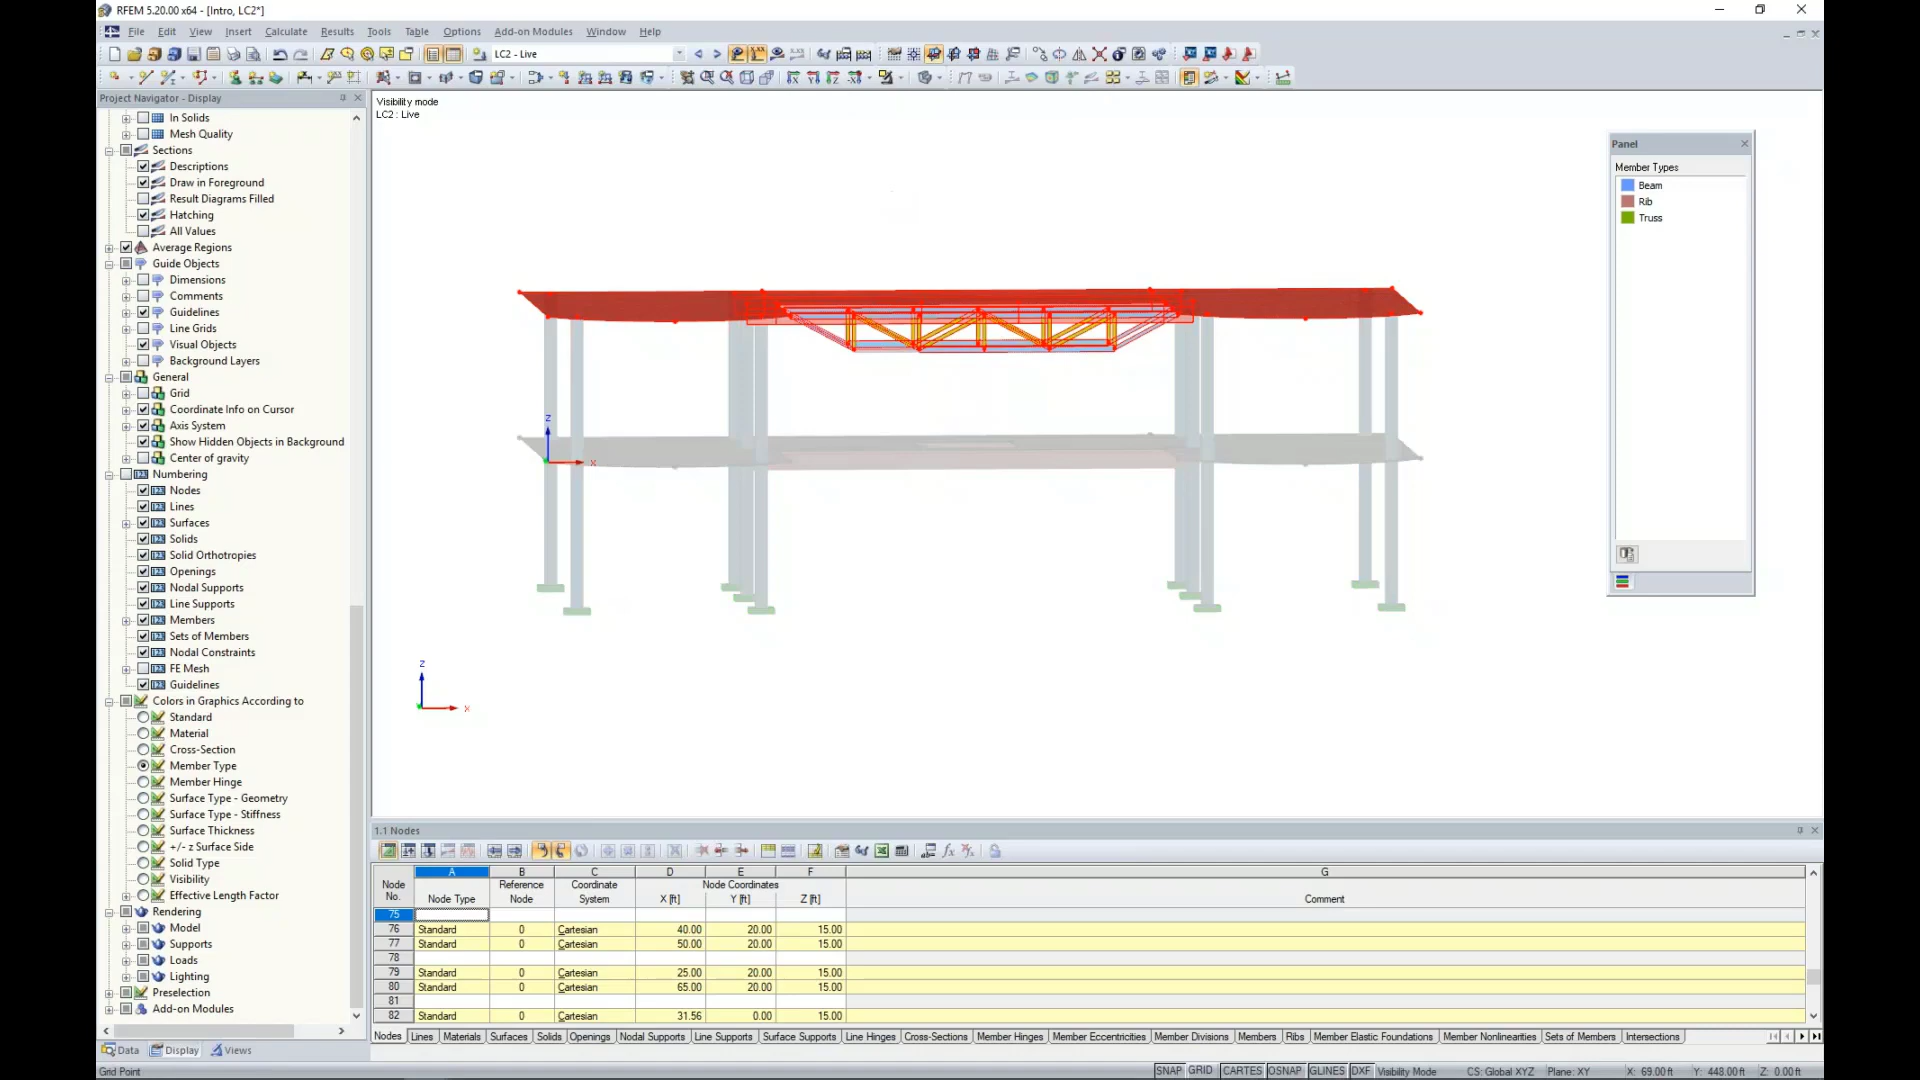 RFEM 5.20.00 x64 - [Intro, LC2*]
File Edit View Insert Calculate Results Tools Table Options Add-on Modules Window Help
LC2 - Live
Project Navigator - Display
In Solids
Mesh Quality
Sections
Descriptions
Draw in Foreground
Result Diagrams Filled
Hatching
All Values
Average Regions
Guide Objects
Dimensions
Comments
Guidelines
Line Grids
Visual Objects
Background Layers
General
Grid
Coordinate Info on Cursor
Axis System
Show Hidden Objects in Background
Center of gravity
Numbering
Nodes
Lines
Surfaces
Solids
Solid Orthotropies
Openings
Nodal Supports
Line Supports
Members
Sets of Members
Nodal Constraints
FE Mesh
Guidelines
Colors in Graphics According to
Standard
Material
Cross-Section
Member Type
Member Hinge
Surface Type - Geometry
Surface Type - Stiffness
Surface Thickness
+/- z Surface Side
Solid Type
Visibility
Effective Length Factor
Rendering
Model
Supports
Loads
Lighting
Preselection
Add-on Modules
Data Display Views
Visibility mode
LC2 : Live
Z
X
Z
X
Panel
Member Types
Beam
Rib
Truss
1.1 Nodes
A B C D E F G
Node Reference Coordinate Node Coordinates
No. Node Type Node System X [ft] Y [ft] Z [ft] Comment
75
76 Standard 0 Cartesian 40.00 20.00 15.00
77 Standard 0 Cartesian 50.00 20.00 15.00
78
79 Standard 0 Cartesian 25.00 20.00 15.00
80 Standard 0 Cartesian 65.00 20.00 15.00
81
82 Standard 0 Cartesian 31.56 0.00 15.00
Nodes Lines Materials Surfaces Solids Openings Nodal Supports Line Supports Surface Supports Line Hinges Cross-Sections Member Hinges Member Eccentricities Member Divisions Members Ribs Member Elastic Foundations Member Nonlinearities Sets of Members Intersections
Grid Point SNAP GRID CARTES OSNAP GLINES DXF Visibility Mode CS: Global XYZ Plane: XY X: 69.00 ft Y: 448.00 ft Z: 0.00 ft